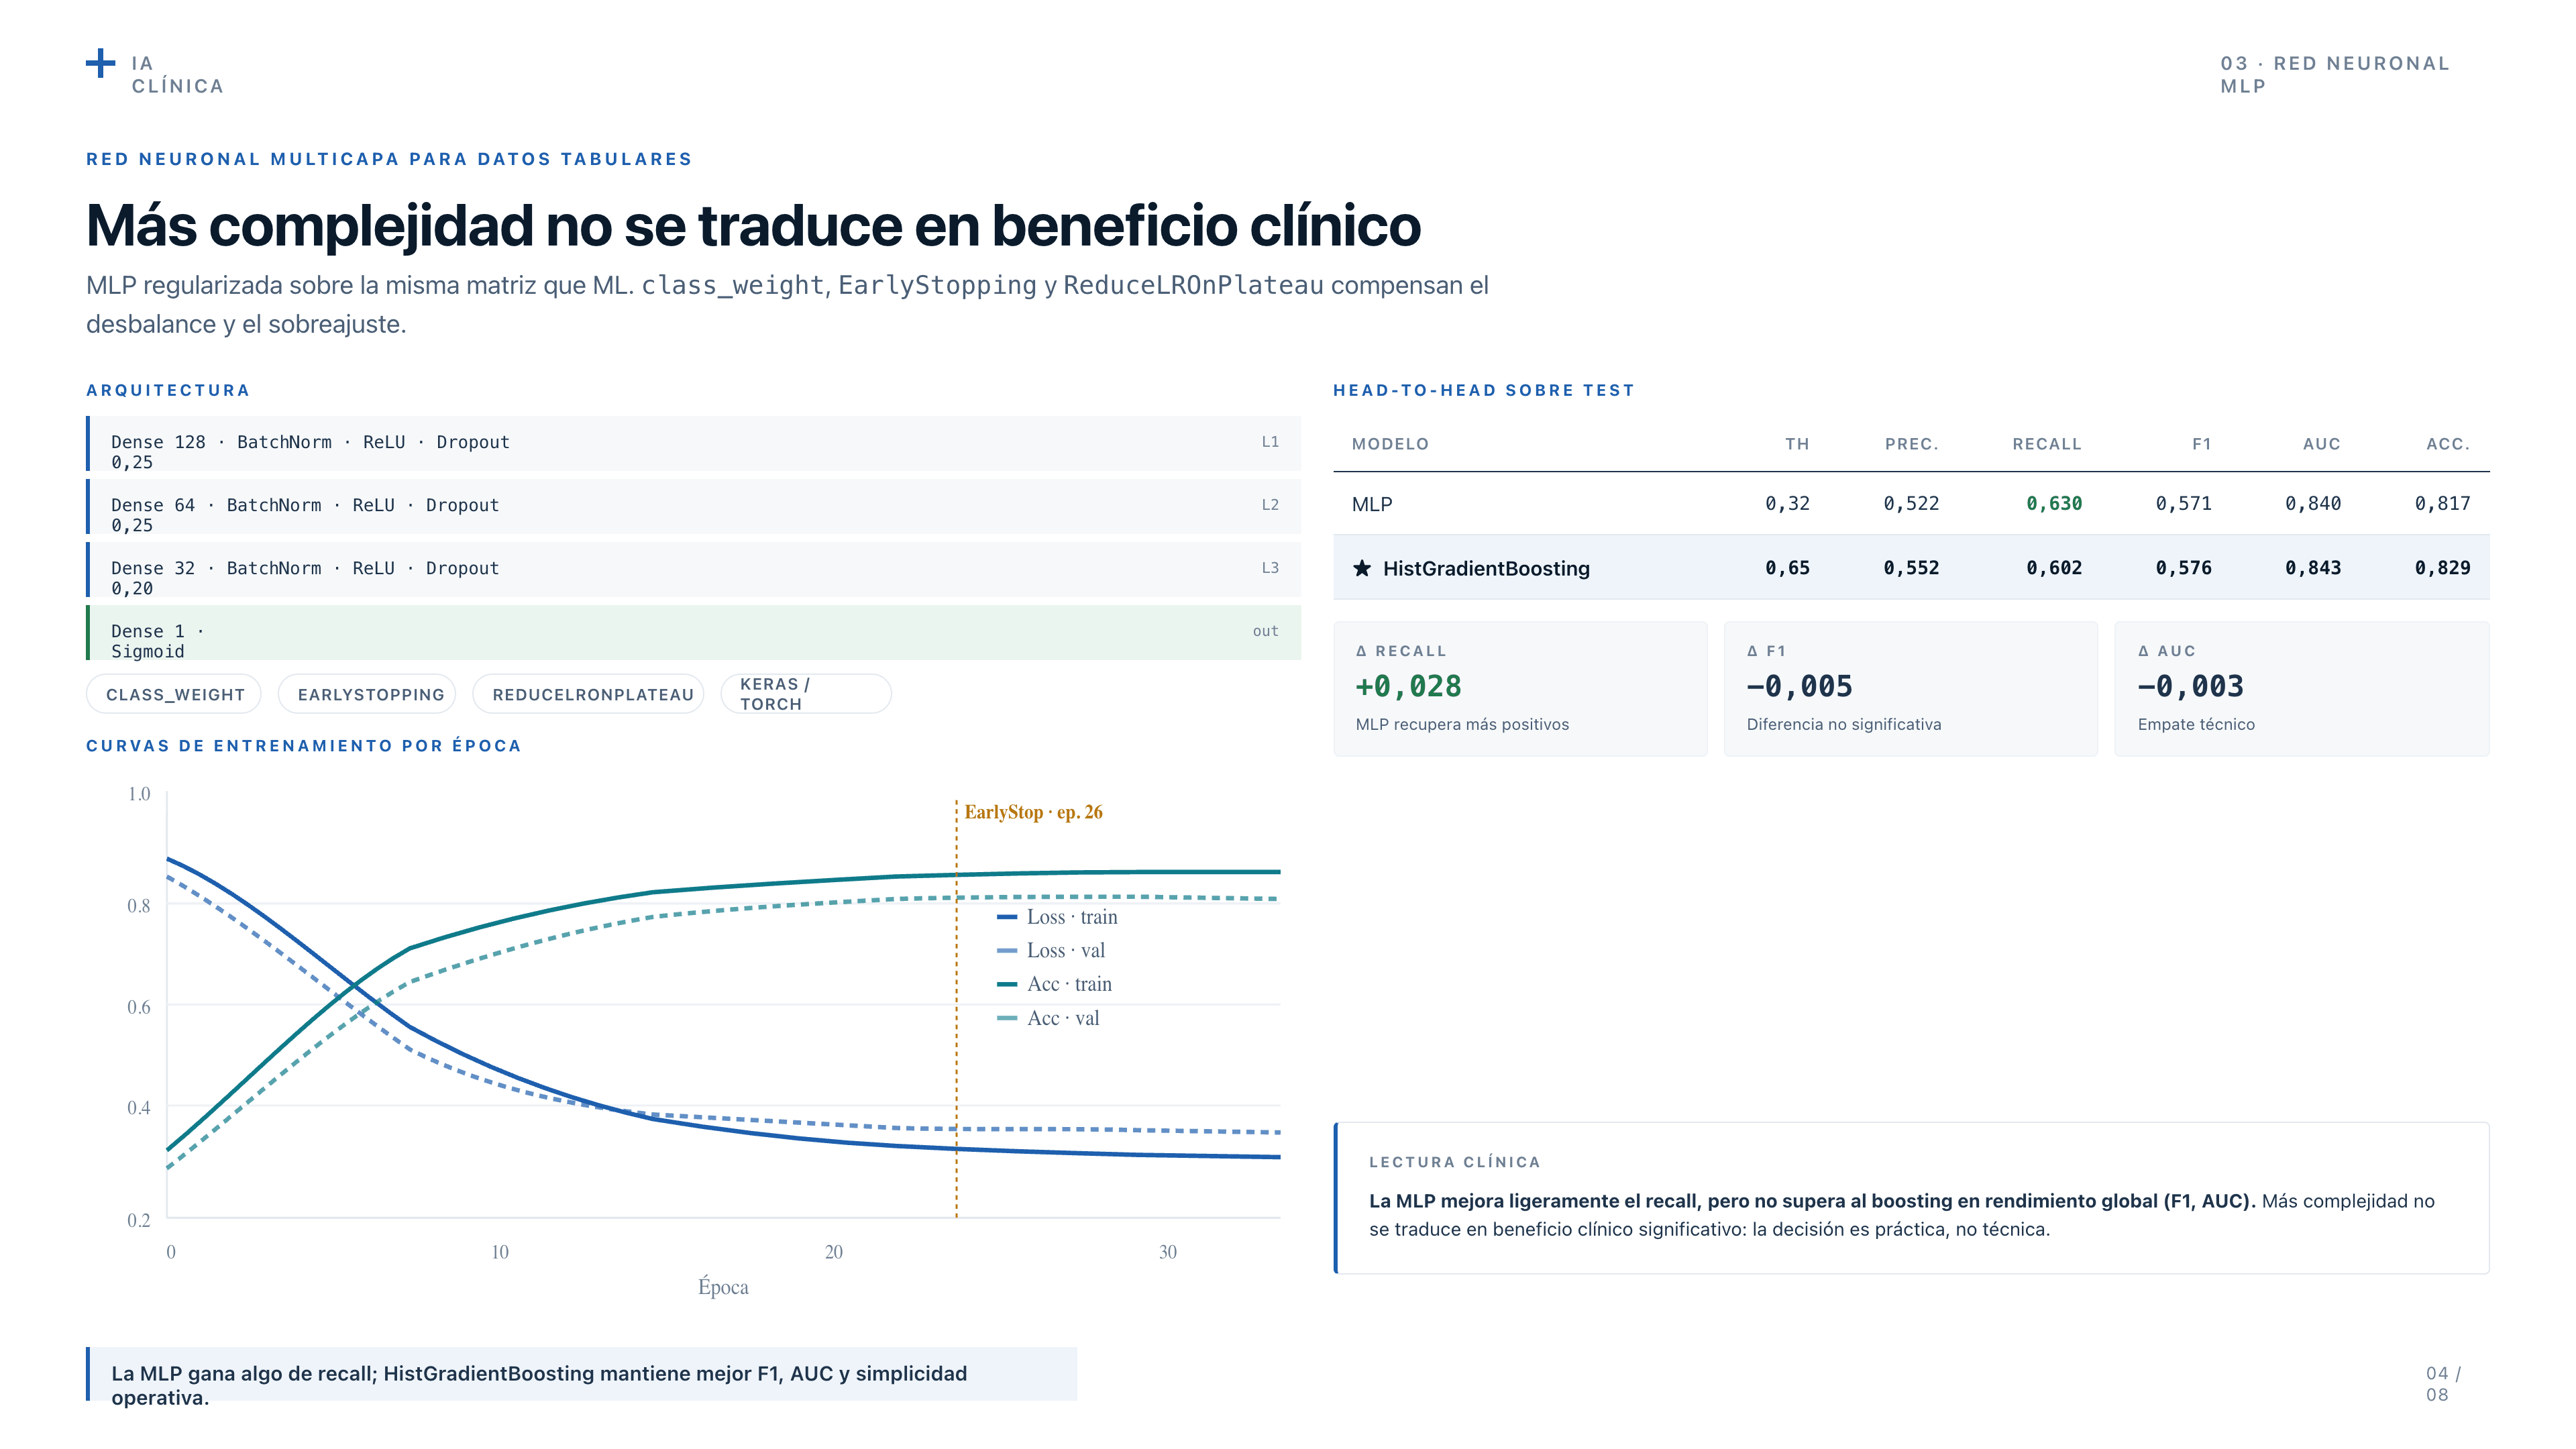 IA
CLÍNICA
03 · RED NEURONAL
MLP
RED NEURONAL MULTICAPA PARA DATOS TABULARES
Más complejidad no se traduce en beneficio clínico
MLP regularizada sobre la misma matriz que ML. class_weight, EarlyStopping y ReduceLROnPlateau compensan el
desbalance y el sobreajuste.
ARQUITECTURA
Dense 128 · BatchNorm · ReLU · Dropout L1
0,25
Dense 64 · BatchNorm · ReLU · Dropout L2
0,25
Dense 32 · BatchNorm · ReLU · Dropout L3
0,20
Dense 1 · out
Sigmoid
CLASS_WEIGHT EARLYSTOPPING REDUCELRONPLATEAU KERAS /
TORCH
CURVAS DE ENTRENAMIENTO POR ÉPOCA
1.0
0.8
0.6
0.4
0.2
EarlyStop · ep. 26
Loss · train
Loss · val
Acc · train
Acc · val
0 10 20 30
Época
HEAD-TO-HEAD SOBRE TEST
MODELO TH PREC. RECALL F1 AUC ACC.
MLP 0,32 0,522 0,630 0,571 0,840 0,817
★ HistGradientBoosting 0,65 0,552 0,602 0,576 0,843 0,829
Δ RECALL
+0,028
MLP recupera más positivos
Δ F1
−0,005
Diferencia no significativa
Δ AUC
−0,003
Empate técnico
LECTURA CLÍNICA
La MLP mejora ligeramente el recall, pero no supera al boosting en rendimiento global (F1, AUC). Más complejidad no
se traduce en beneficio clínico significativo: la decisión es práctica, no técnica.
La MLP gana algo de recall; HistGradientBoosting mantiene mejor F1, AUC y simplicidad
operativa.
04 /
08